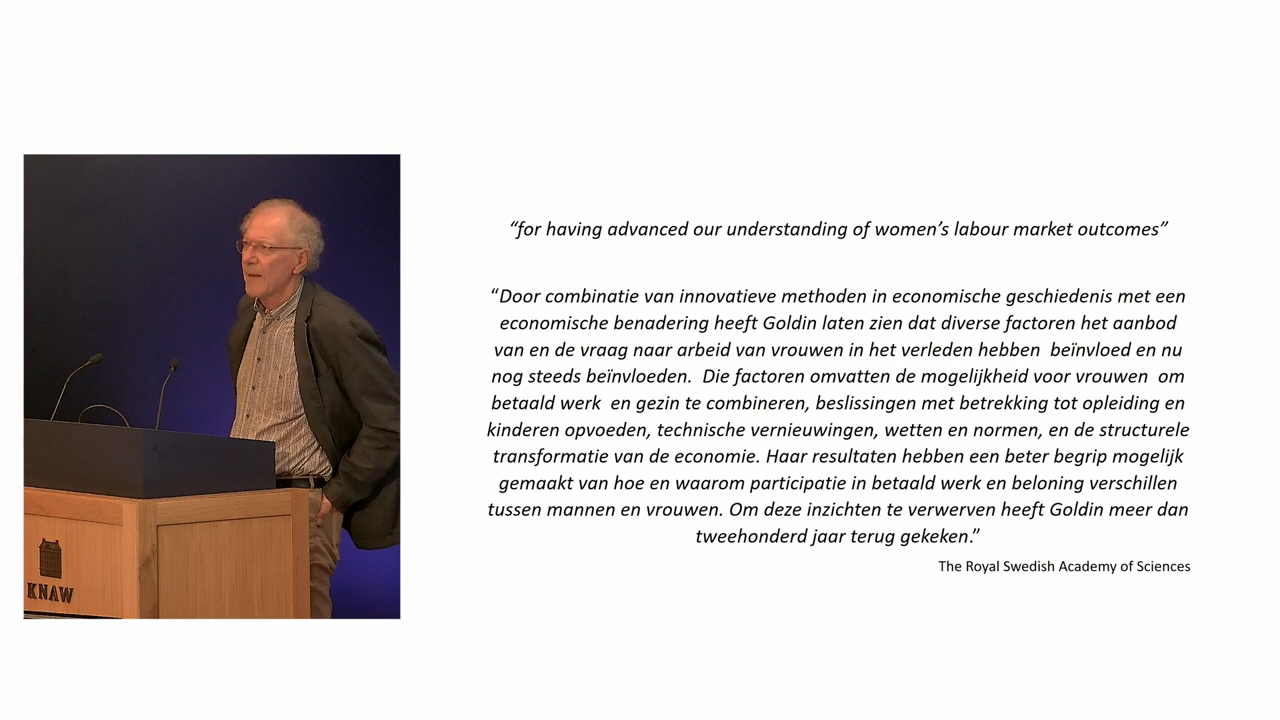 “for having advanced our understanding of women’s labour market outcomes”
“Door combinatie van innovatieve methoden in economische geschiedenis met een
economische benadering heeft Goldin laten zien dat diverse factoren het aanbod
van en de vraag naar arbeid van vrouwen in het verleden hebben  beïnvloed en nu
nog steeds beïnvloeden.  Die factoren omvatten de mogelijkheid voor vrouwen  om
betaald werk  en gezin te combineren, beslissingen met betrekking tot opleiding en
kinderen opvoeden, technische vernieuwingen, wetten en normen, en de structurele
transformatie van de economie. Haar resultaten hebben een beter begrip mogelijk
gemaakt van hoe en waarom participatie in betaald werk en beloning verschillen
tussen mannen en vrouwen. Om deze inzichten te verwerven heeft Goldin meer dan
tweehonderd jaar terug gekeken.”
The Royal Swedish Academy of Sciences
KNAW